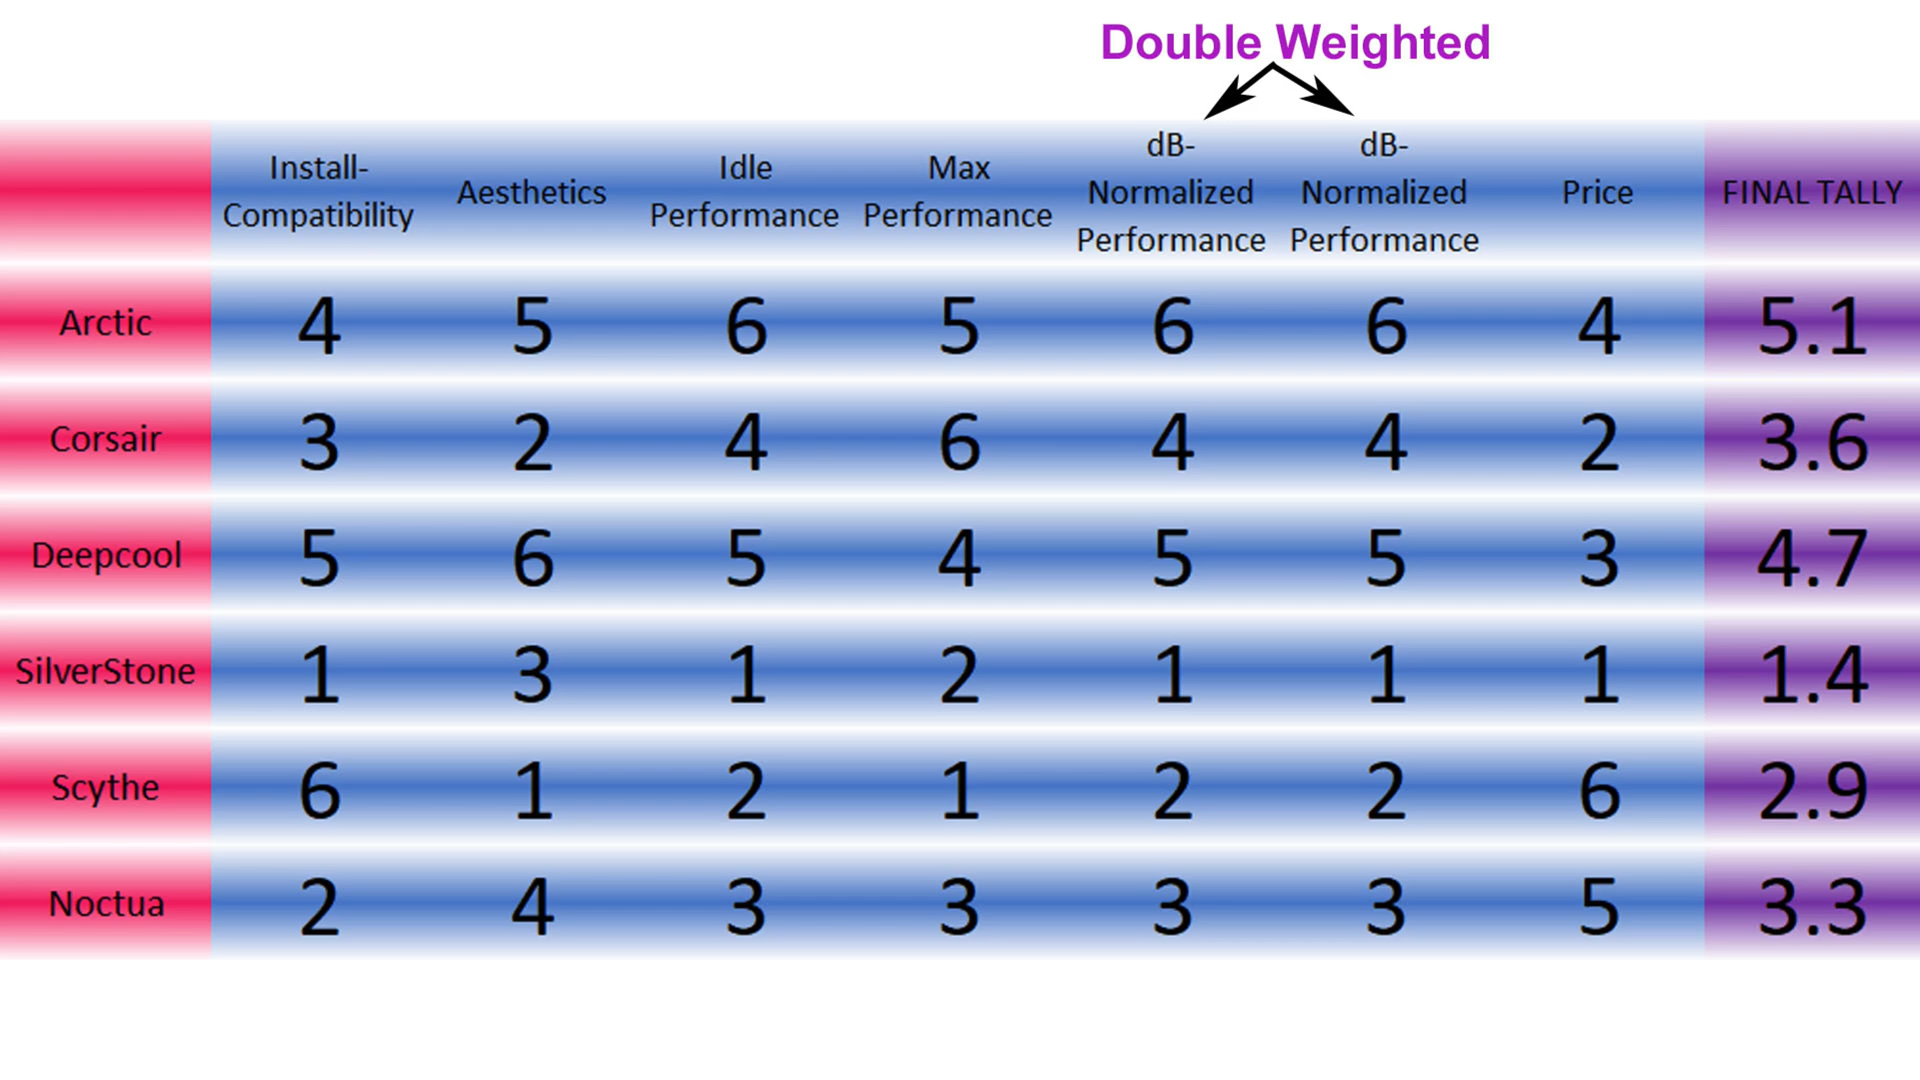 Double Weighted
Install-
Compatibility
Aesthetics
Idle
Performance
Max
Performance
dB-
Normalized
Performance
dB-
Normalized
Performance
Price
FINAL TALLY
Arctic 4 5 6 5 6 6 4 5.1
Corsair 3 2 4 6 4 4 2 3.6
Deepcool 5 6 5 4 5 5 3 4.7
SilverStone 1 3 1 2 1 1 1 1.4
Scythe 6 1 2 1 2 2 6 2.9
Noctua 2 4 3 3 3 3 5 3.3